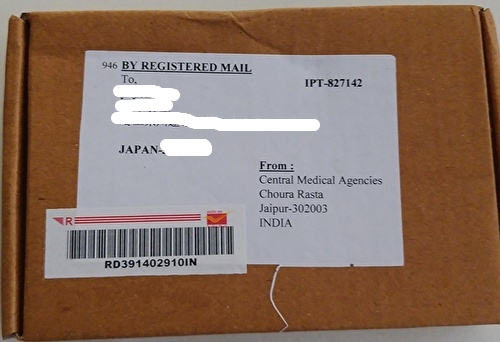 946 BY REGISTERED MAIL
To,
IPT-827142
JAPAN-
From :
Central Medical Agencies
Choura Rasta
Jaipur-302003
INDIA
R
RD391402910IN